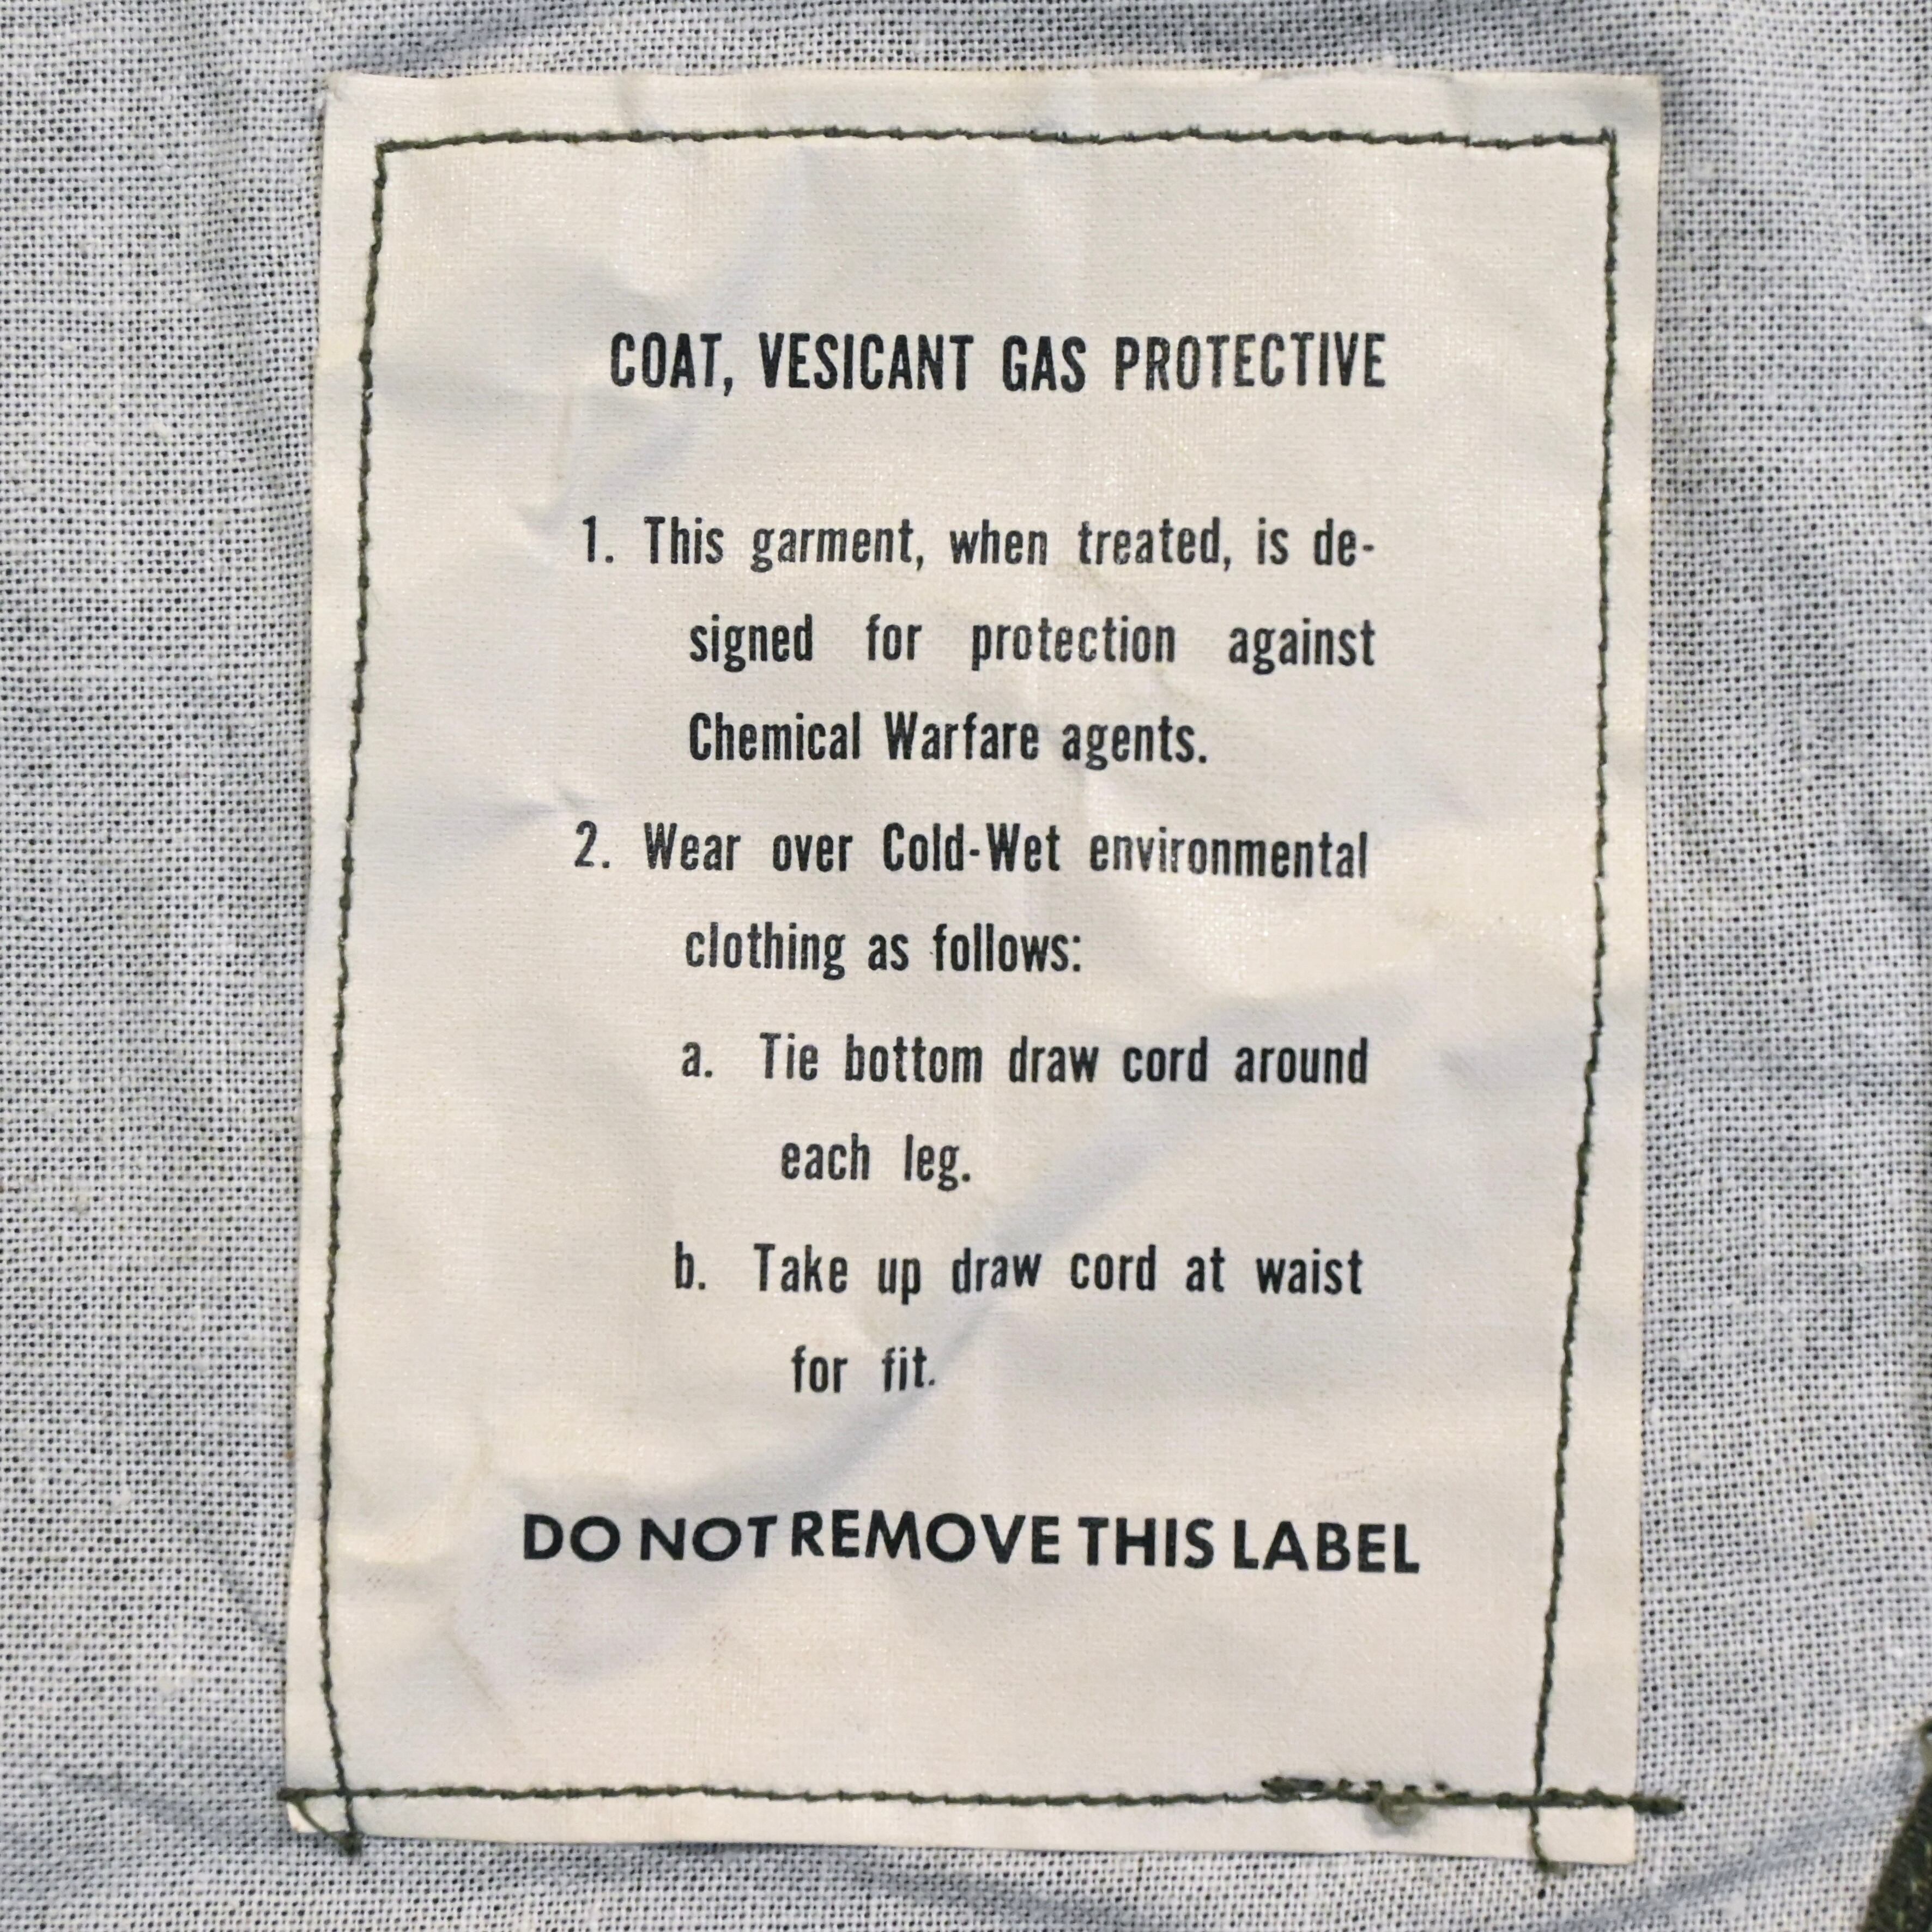 COAT, VESICANT GAS PROTECTIVE
1. This garment, when treated, is de-
signed for protection against
Chemical Warfare agents.
2. Wear over Cold-Wet environmental
clothing as follows:
a. Tie bottom draw cord around
each leg.
b. Take up draw cord at waist
for fit.
DO NOT REMOVE THIS LABEL